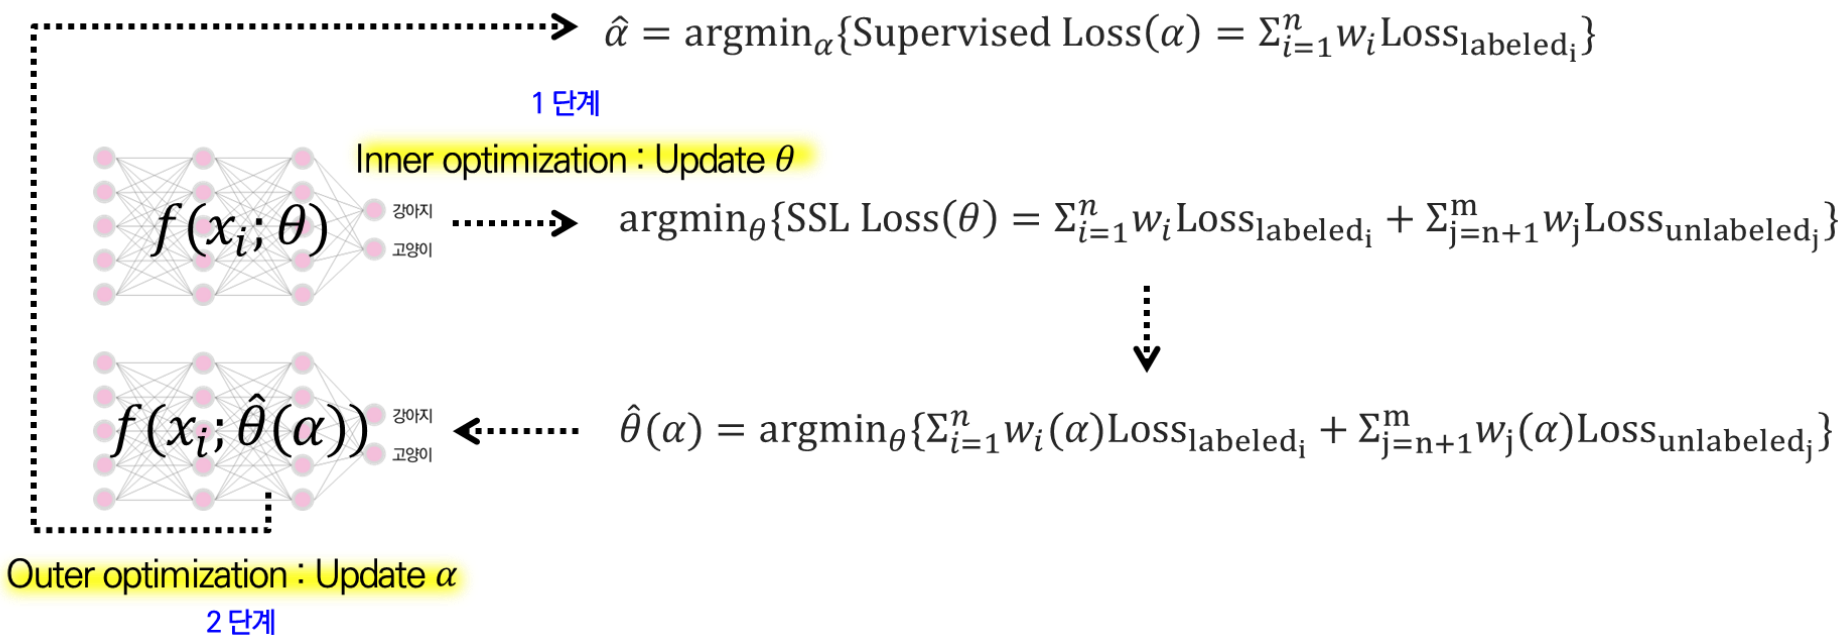 α̂ = argmin_α{Supervised Loss(α) = Σ_{i=1}^{n} w_i Loss_{labeled_i}}
1 단계
Inner optimization : Update θ
f(x_i; θ)
강아지
고양이
argmin_θ{SSL Loss(θ) = Σ_{i=1}^{n} w_i Loss_{labeled_i} + Σ_{j=n+1}^{m} w_j Loss_{unlabeled_j}}
f(x_i; θ̂(α))
강아지
고양이
θ̂(α) = argmin_θ{Σ_{i=1}^{n} w_i(α)Loss_{labeled_i} + Σ_{j=n+1}^{m} w_j(α)Loss_{unlabeled_j}}
Outer optimization : Update α
2 단계